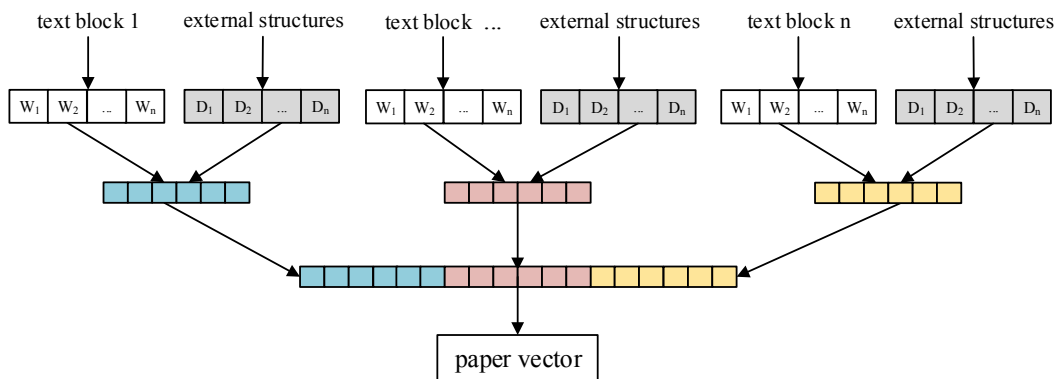 text block 1 external structures text block ... external structures text block n external structures
W1 W2 ... Wn D1 D2 ... Dn W1 W2 ... Wn D1 D2 ... Dn W1 W2 ... Wn D1 D2 ... Dn
paper vector